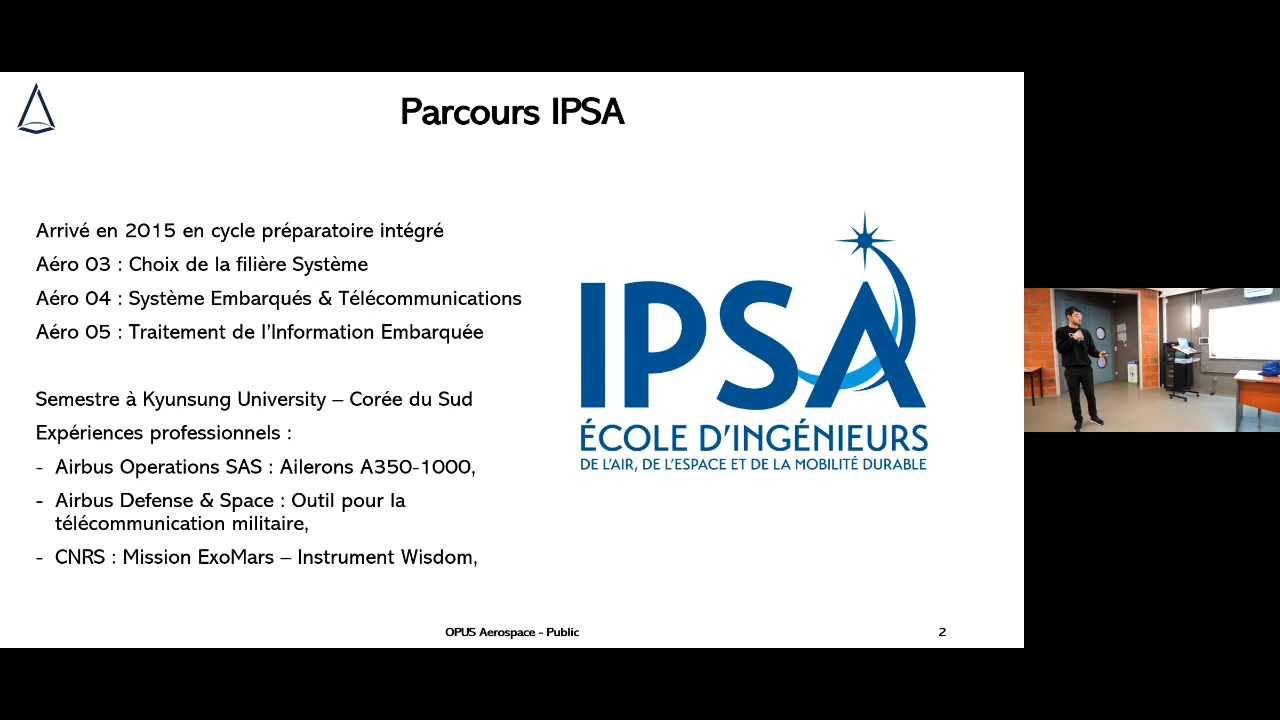 Parcours IPSA
Arrivé en 2015 en cycle préparatoire intégré
Aéro 03 : Choix de la filière Système
Aéro 04 : Système Embarqués & Télécommunications
Aéro 05 : Traitement de l'Information Embarquée
Semestre à Kyunsung University – Corée du Sud
Expériences professionnels :
- Airbus Operations SAS : Ailerons A350-1000,
- Airbus Defense & Space : Outil pour la
télécommunication militaire,
- CNRS : Mission ExoMars – Instrument Wisdom,
IPSA
ÉCOLE D'INGÉNIEURS
DE L'AIR, DE L'ESPACE ET DE LA MOBILITÉ DURABLE
OPUS Aerospace - Public
2